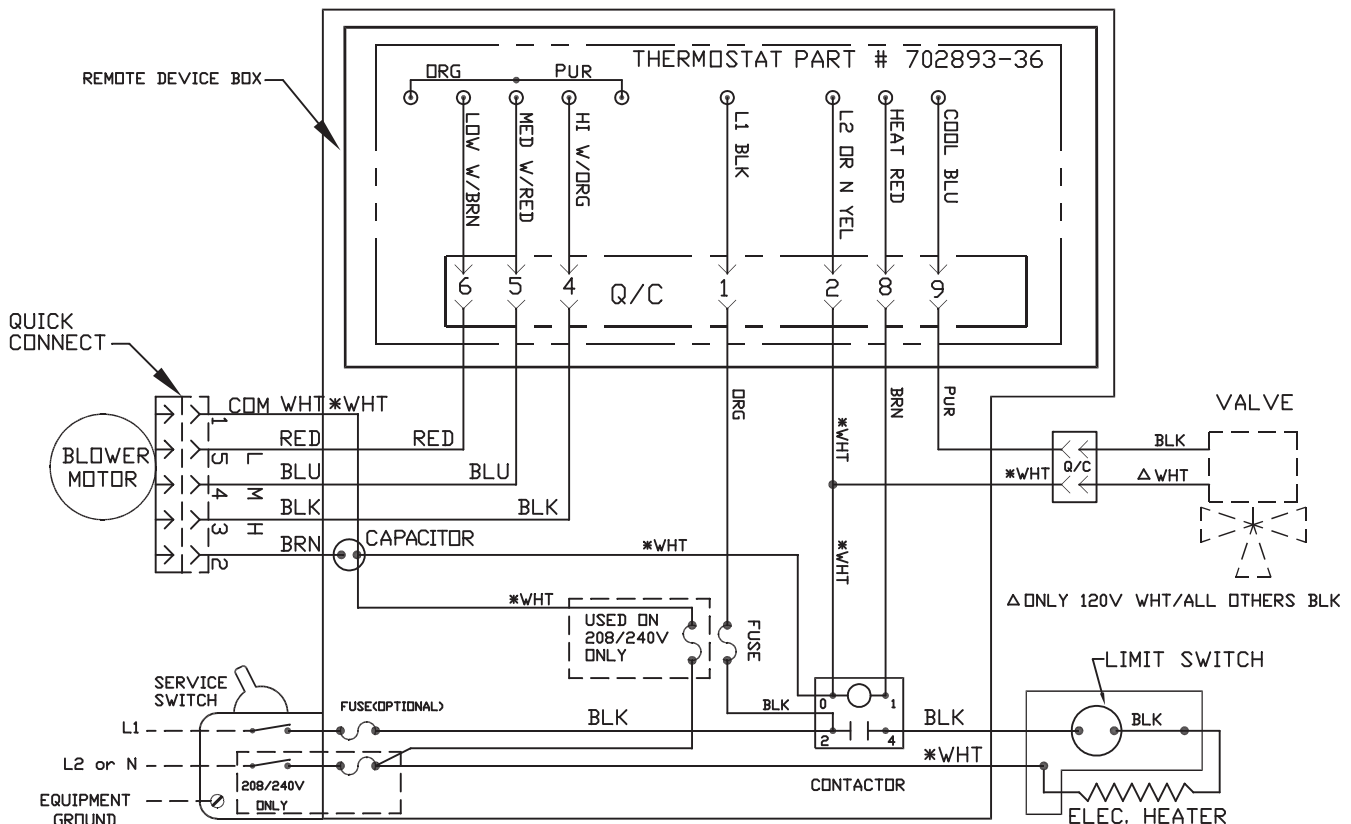 THERMOSTAT PART # 702893-36
ORG
PUR
REMOTE DEVICE BOX
LOW W/BRN
MED W/RED
HI W/ORG
L1 BLK
L2 OR N YEL
HEAT RED
COOL BLU
6
5
4
Q/C
1
2
8
9
QUICK
CONNECT
ORG
BRN
PUR
VALVE
COM
WHT
*WHT
1
RED
RED
5
L
BLU
BLU
4
M
BLK
BLK
3
H
BRN
2
BLOWER
MOTOR
CAPACITOR
*WHT
*WHT
*WHT
*WHT
Q/C
BLK
△WHT
*WHT
△ONLY 120V WHT/ALL OTHERS BLK
USED ON
208/240V
ONLY
FUSE
LIMIT SWITCH
SERVICE
SWITCH
FUSE(OPTIONAL)
BLK
BLK
0
1
2
4
BLK
BLK
L1
L2 or N
*WHT
208/240V
ONLY
CONTACTOR
EQUIPMENT
GROUND
ELEC. HEATER